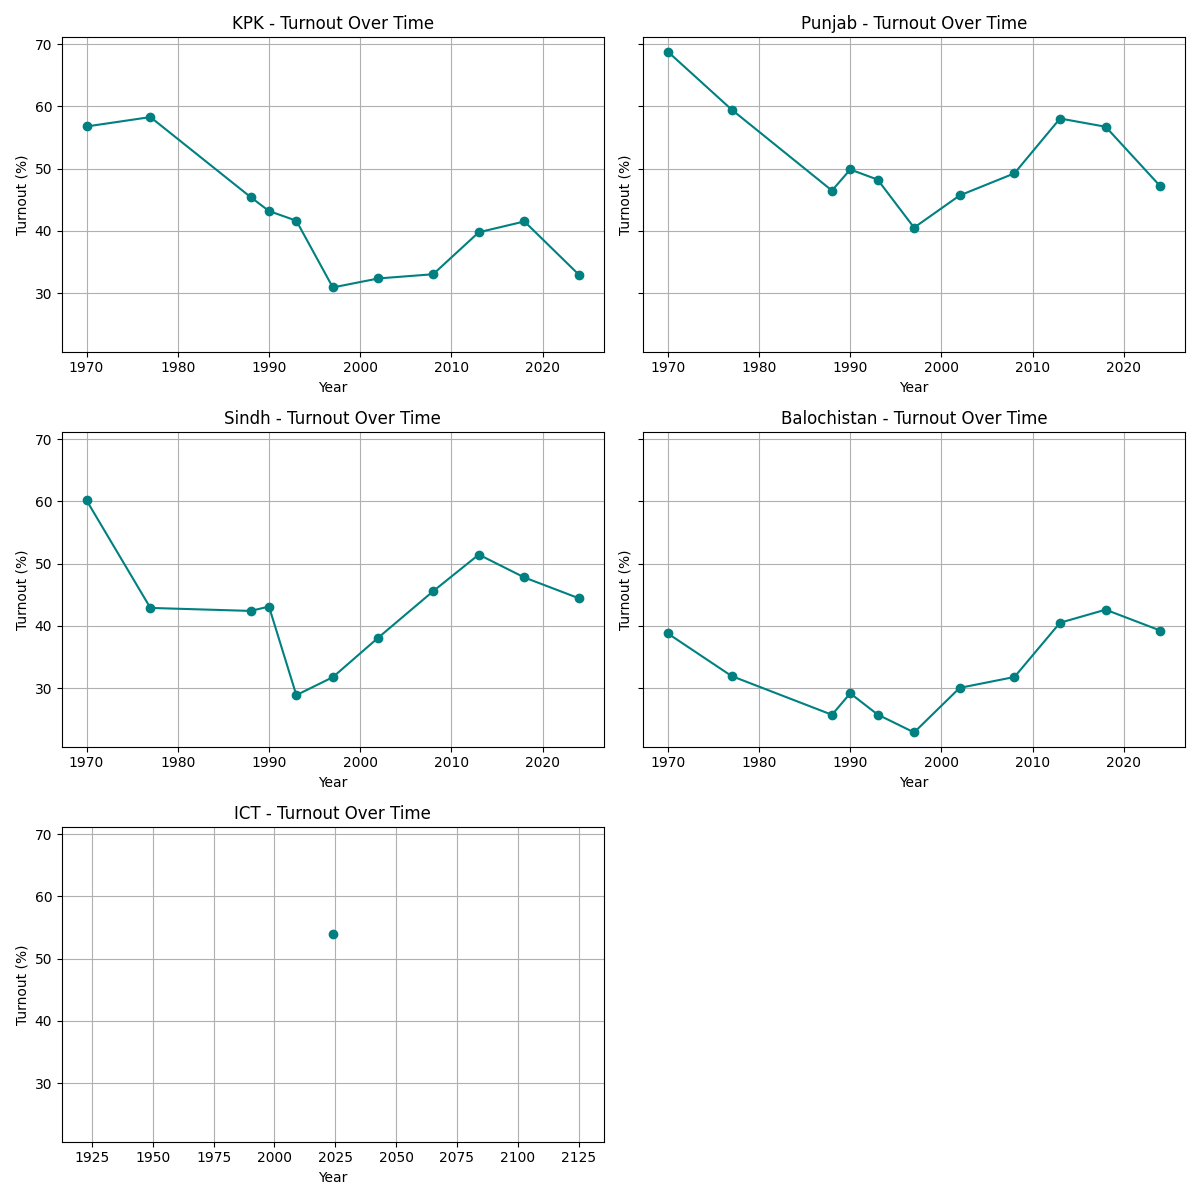 KPK - Turnout Over Time
Turnout (%)
70
60
50
40
30
1970 1980 1990 2000 2010 2020
Year
Punjab - Turnout Over Time
Turnout (%)
1970 1980 1990 2000 2010 2020
Year
Sindh - Turnout Over Time
Turnout (%)
70
60
50
40
30
1970 1980 1990 2000 2010 2020
Year
Balochistan - Turnout Over Time
Turnout (%)
1970 1980 1990 2000 2010 2020
Year
ICT - Turnout Over Time
Turnout (%)
70
60
50
40
30
1925 1950 1975 2000 2025 2050 2075 2100 2125
Year